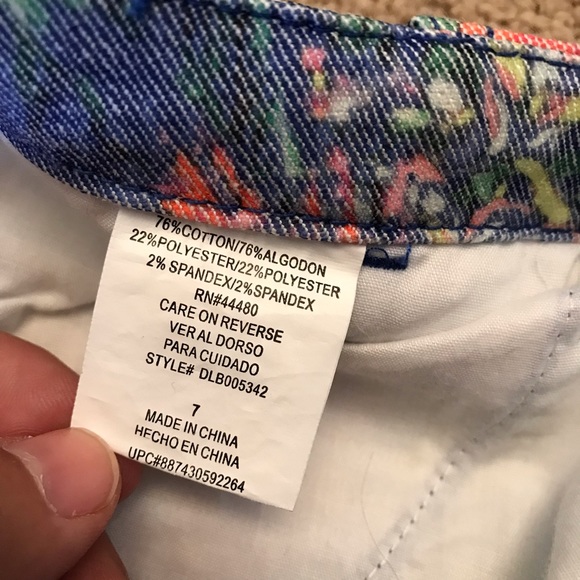 76%COTTON/76%ALGODON
22%POLYESTER/22%POLYESTER
2% SPANDEX/2%SPANDEX
RN#44480
CARE ON REVERSE
VER AL DORSO
PARA CUIDADO
STYLE# DLB005342
7
MADE IN CHINA
HECHO EN CHINA
UPC#887430592264